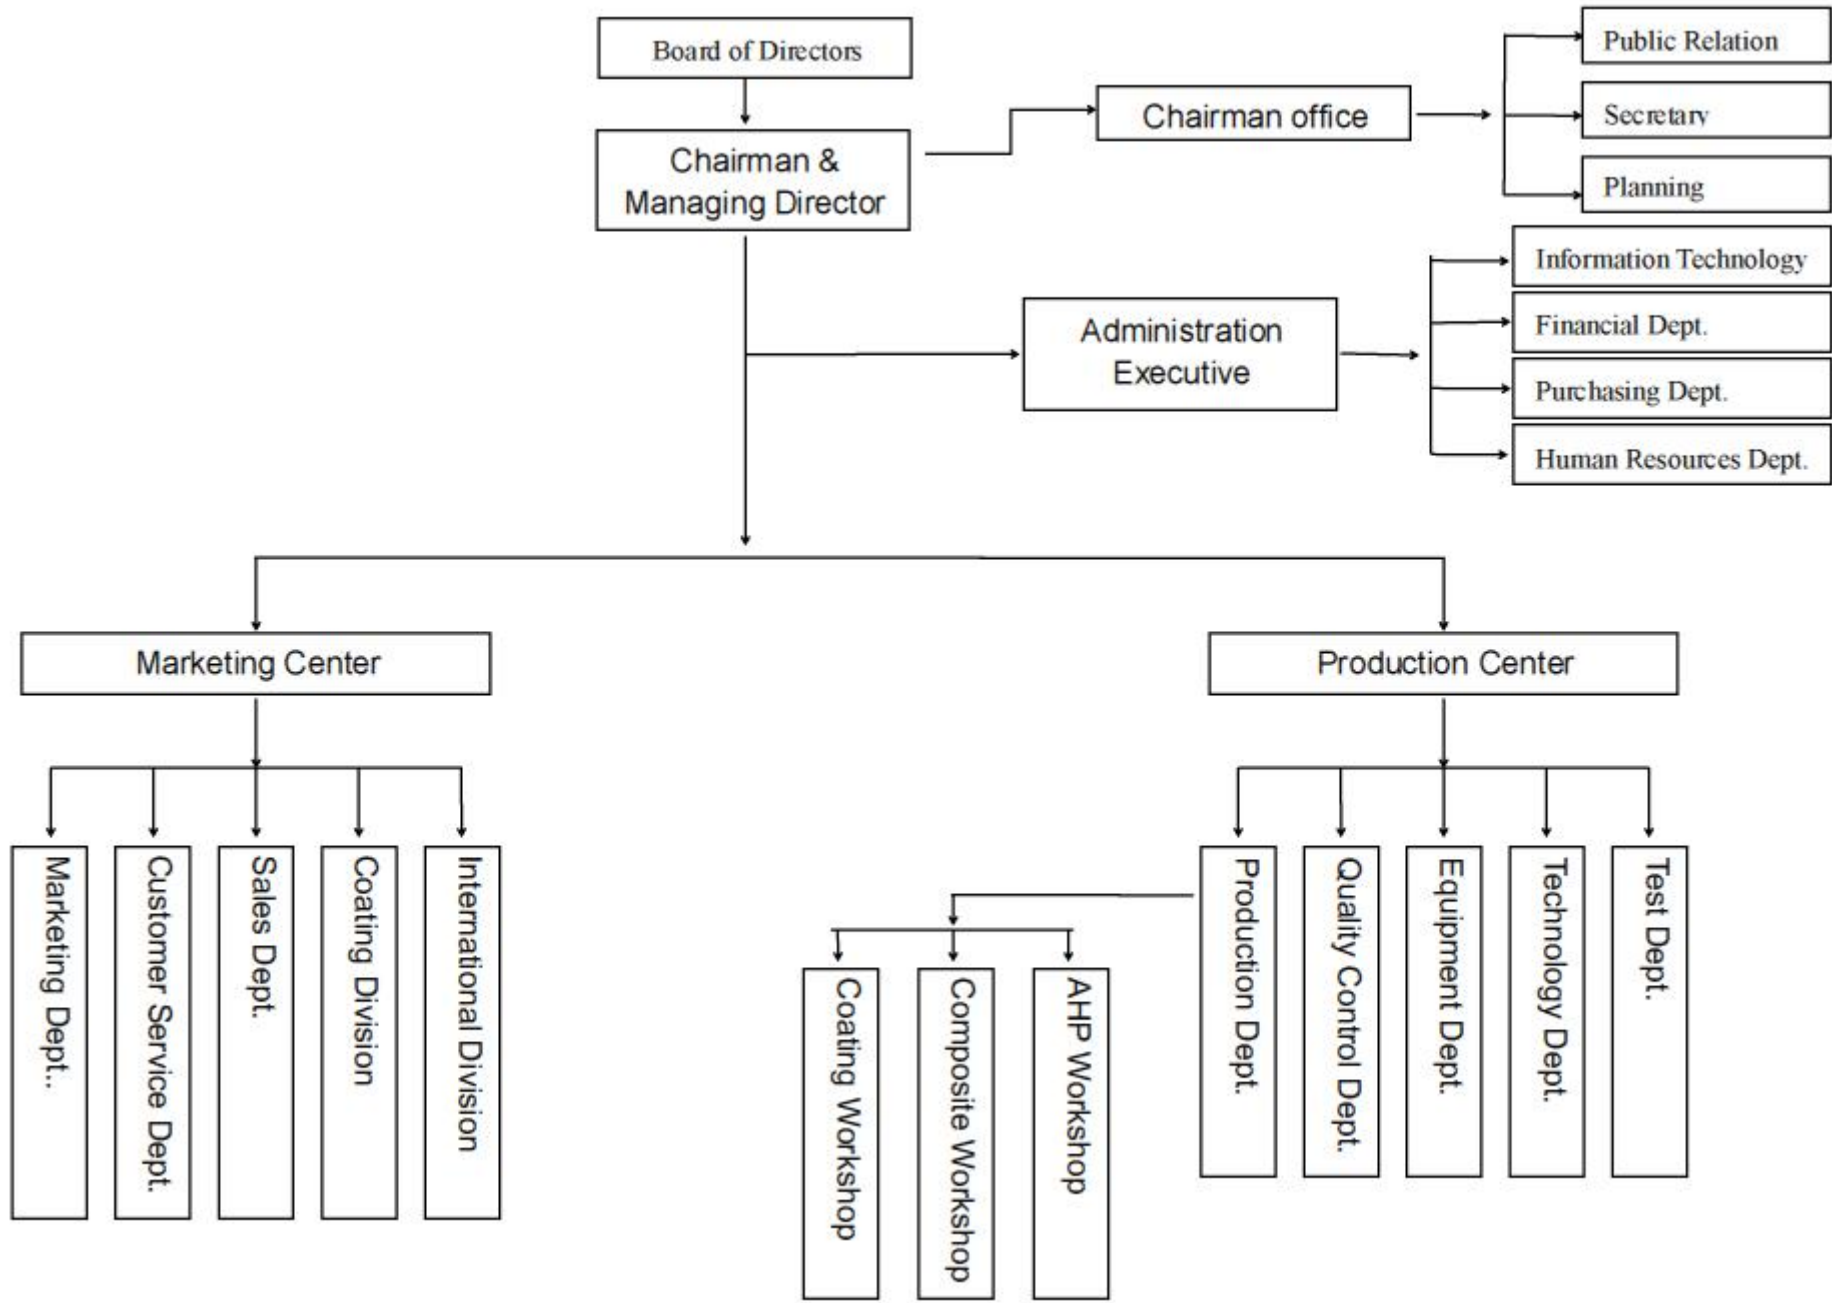 Board of Directors
Chairman &
Managing Director
Chairman office
Public Relation
Secretary
Planning
Administration
Executive
Information Technology
Financial Dept.
Purchasing Dept.
Human Resources Dept.
Marketing Center
Production Center
Marketing Dept..
Customer Service Dept.
Sales Dept.
Coating Division
International Division
Production Dept.
Quality Control Dept.
Equipment Dept.
Technology Dept.
Test Dept.
Coating Workshop
Composite Workshop
AHP Workshop